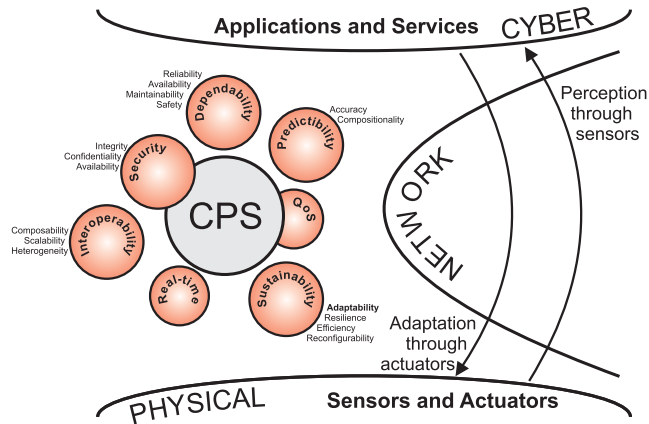 Applications and Services CYBER
Perception
through
sensors
Reliability
Availability
Maintainability
Safety
Dependability
Accuracy
Compositionality
Predictibility
Integrity
Confidentiality
Availability
Security
CPS
QoS
Composability
Scalability
Heterogeneity
Interoperability
Real-time
Sustainability
Adaptability
Resilience
Efficiency
Reconfigurability
NETWORK
Adaptation
through
actuators
PHYSICAL Sensors and Actuators